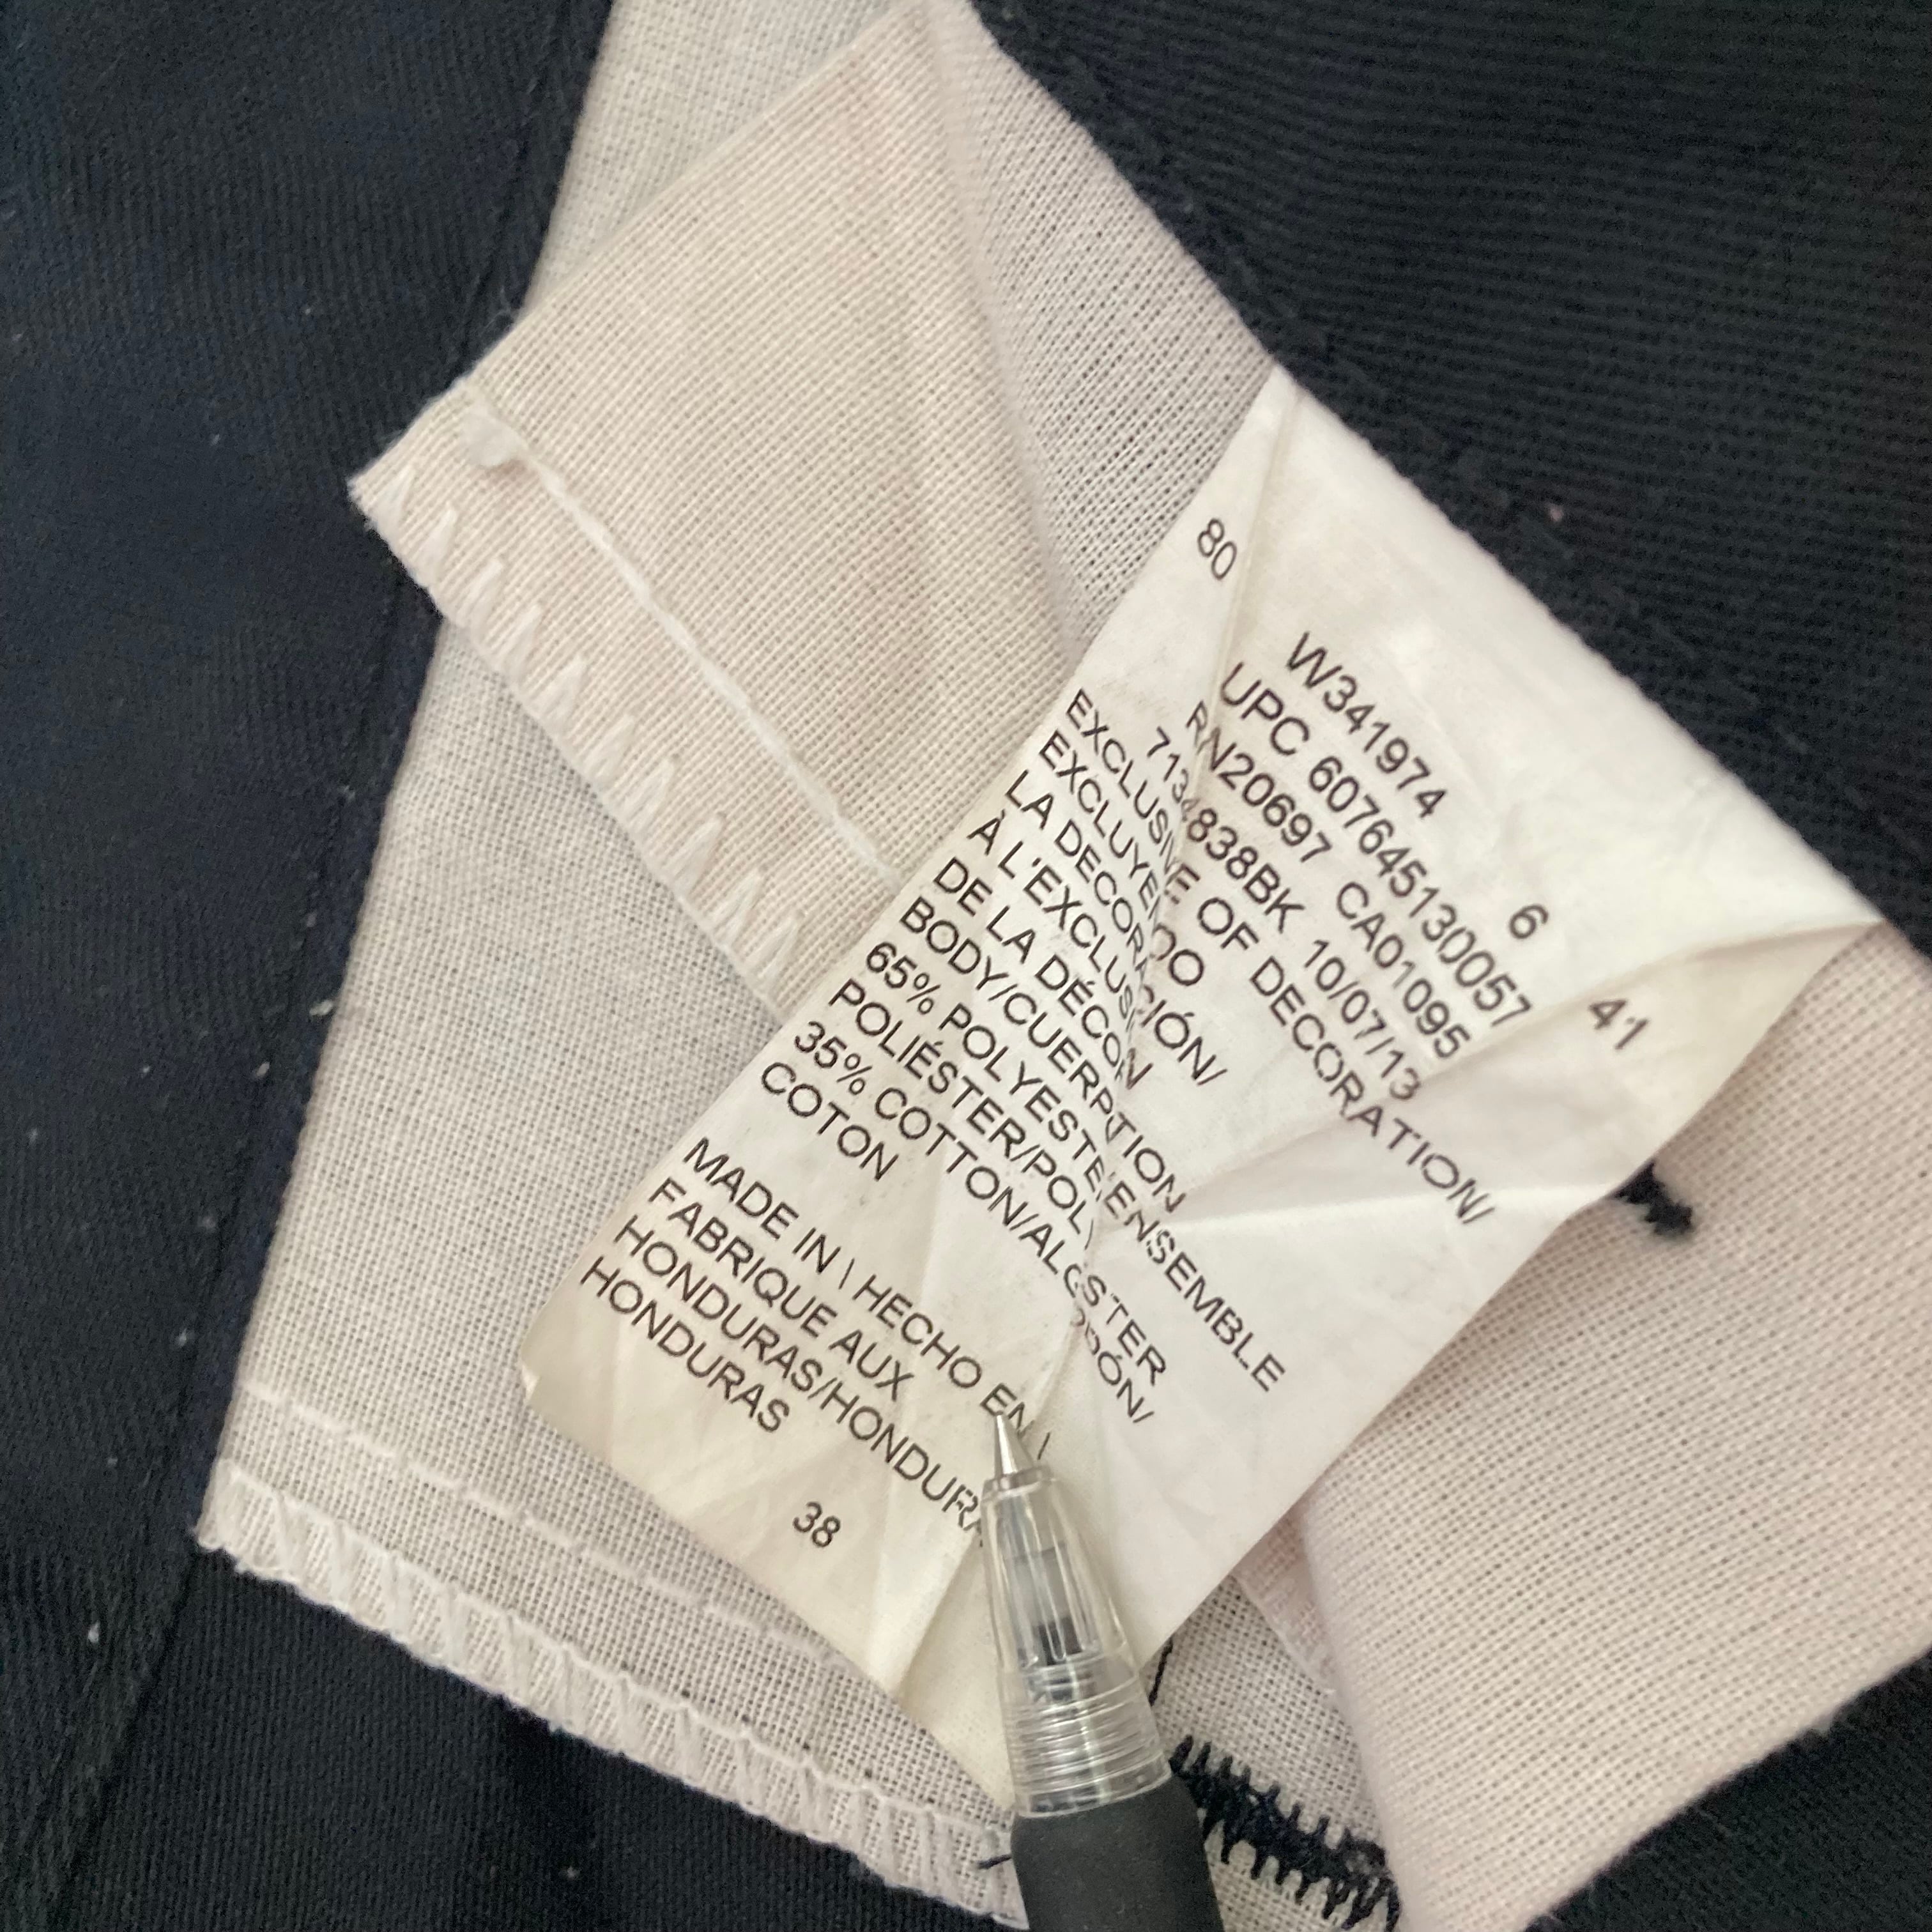 80 W341974 6 41
UPC 607645130057
RN20697 CA01095
7134838BK 10/07/13
EXCLUSIVE OF DECORATION/
EXCLUYENDO
LA DECORACIÓN/
À L'EXCLUSION
DE LA DÉCORATION
BODY/CUERPO/ENSEMBLE
65% POLYESTER/
POLIÉSTER/POLYESTER
35% COTTON/ALGODÓN/
COTON
MADE IN \ HECHO EN \
FABRIQUE AUX
HONDURAS/HONDURAS
HONDURAS
38